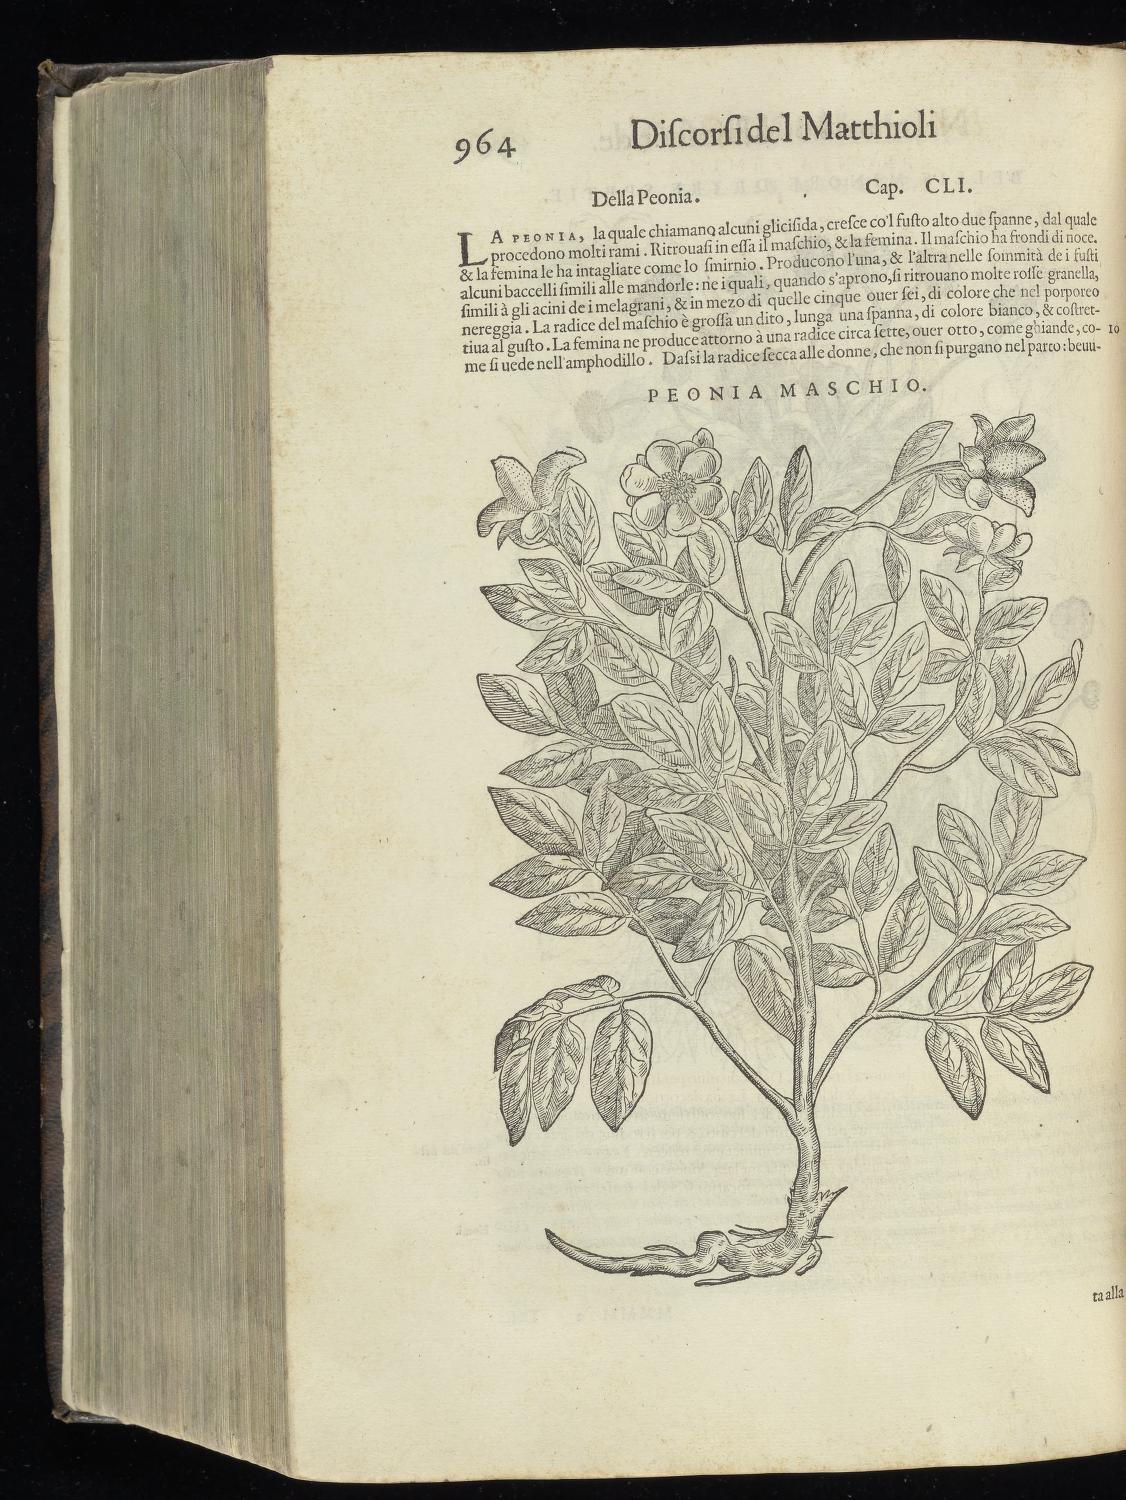 964
Discorsi del Matthioli
Della Peonia. Cap. CLI.
LA PEONIA, la quale chiamano alcuni glicisida, cresce co'l fusto alto due spanne, dal quale
procedono molti rami. Ritrouasi in essa il maschio, & la femina. Il maschio ha frondi di noce.
& la femina le ha intagliate come lo smirnio. Producono l'una, & l'altra nelle sommità de i fusti
alcuni baccelli simili alle mandorle: ne i quali, quando s'aprono, si ritrouano molte rosse granella,
simili à gli acini de i melagrani, & in mezo di quelle cinque ouer sei, di colore che nel porporeo
nereggia. La radice del maschio è grossa un dito, lunga una spanna, di colore bianco, & costret-
tiua al gusto. La femina ne produce attorno à una radice circa sette, ouer otto, come ghiande, co- 10
me si uede nell'amphodillo. Dassi la radice secca alle donne, che non si purgano nel parto: beuu-
PEONIA MASCHIO.
ta alla